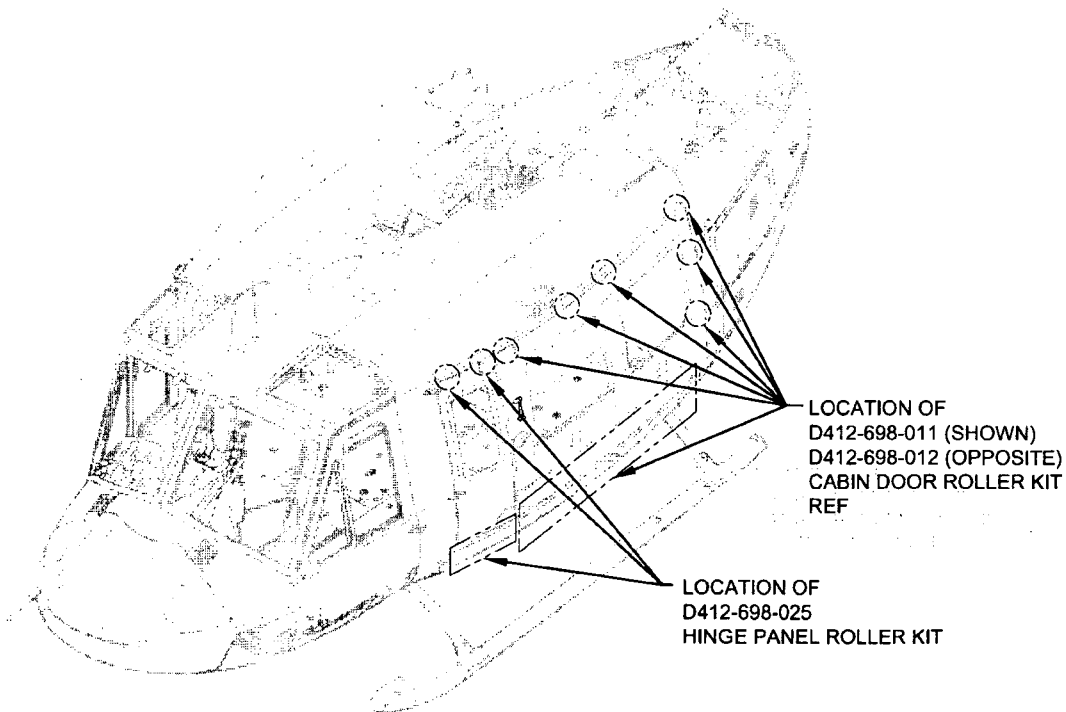 LOCATION OF
D412-698-011 (SHOWN)
D412-698-012 (OPPOSITE)
CABIN DOOR ROLLER KIT
REF
LOCATION OF
D412-698-025
HINGE PANEL ROLLER KIT